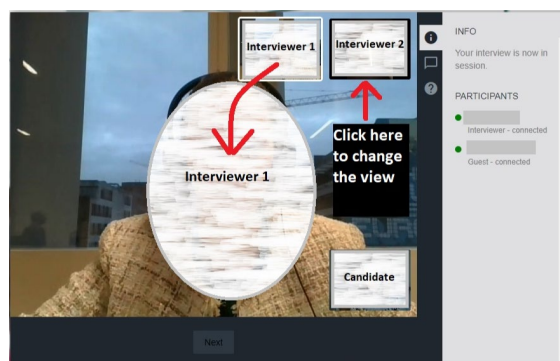 Interviewer 1
Interviewer 2
Click here
to change
the view
Interviewer 1
Candidate
Next
INFO
Your interview is now in
session.
PARTICIPANTS
Interviewer - connected
Guest - connected